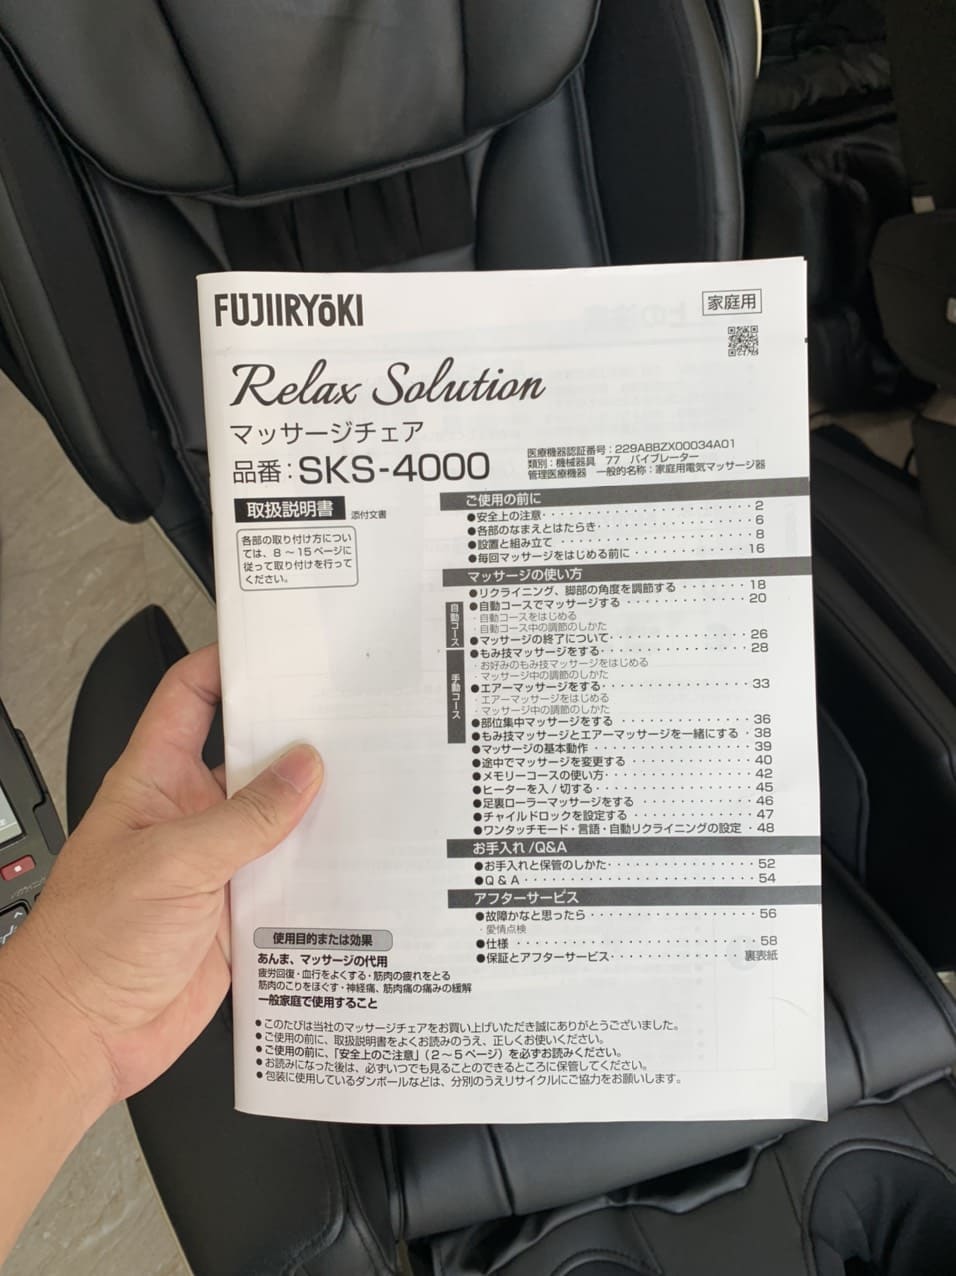 FUJIIRYōKI
家庭用
Relax Solution
マッサージチェア
品番：SKS-4000
医療機器認証番号：229ABBZX00034A01
類別：機械器具 77 バイブレーター
管理医療機器 一般的名称：家庭用電気マッサージ器
取扱説明書 添付文書
各部の取り付け方につい
ては、8～15ページに
従って取り付けを行って
ください。
ご使用の前に
●安全上の注意 2
●各部のなまえとはたらき 6
●設置と組み立て 8
●毎回マッサージをはじめる前に 16
マッサージの使い方
●リクライニング、脚部の角度を調節する 18
自動コース
●自動コースでマッサージする 20
・自動コースをはじめる
・自動コース中の調節のしかた
●マッサージの終了について 26
手動コース
●もみ技マッサージをする 28
・お好みのもみ技マッサージをはじめる
・マッサージ中の調節のしかた
●エアーマッサージをする 33
・エアーマッサージをはじめる
・マッサージ中の調節のしかた
●部位集中マッサージをする 36
●もみ技マッサージとエアーマッサージを一緒にする 38
●マッサージの基本動作 39
●途中でマッサージを変更する 40
●メモリーコースの使い方 42
●ヒーターを入/切する 45
●足裏ローラーマッサージをする 46
●チャイルドロックを設定する 47
●ワンタッチモード・言語・自動リクライニングの設定 48
お手入れ/Q&A
●お手入れと保管のしかた 52
●Q & A 54
アフターサービス
●故障かなと思ったら 56
・愛情点検
●仕様 58
●保証とアフターサービス 裏表紙
使用目的または効果
あんま、マッサージの代用
疲労回復・血行をよくする・筋肉の疲れをとる
筋肉のこりをほぐす・神経痛、筋肉痛の痛みの緩解
一般家庭で使用すること
●このたびは当社のマッサージチェアをお買い上げいただき誠にありがとうございました。
●ご使用の前に、取扱説明書をよくお読みのうえ、正しくお使いください。
●ご使用の前に、「安全上のご注意」（2～5ページ）を必ずお読みください。
●お読みになった後は、必ずいつでも見ることのできるところに保管してください。
●包装に使用しているダンボールなどは、分別のうえリサイクルにご協力をお願いします。